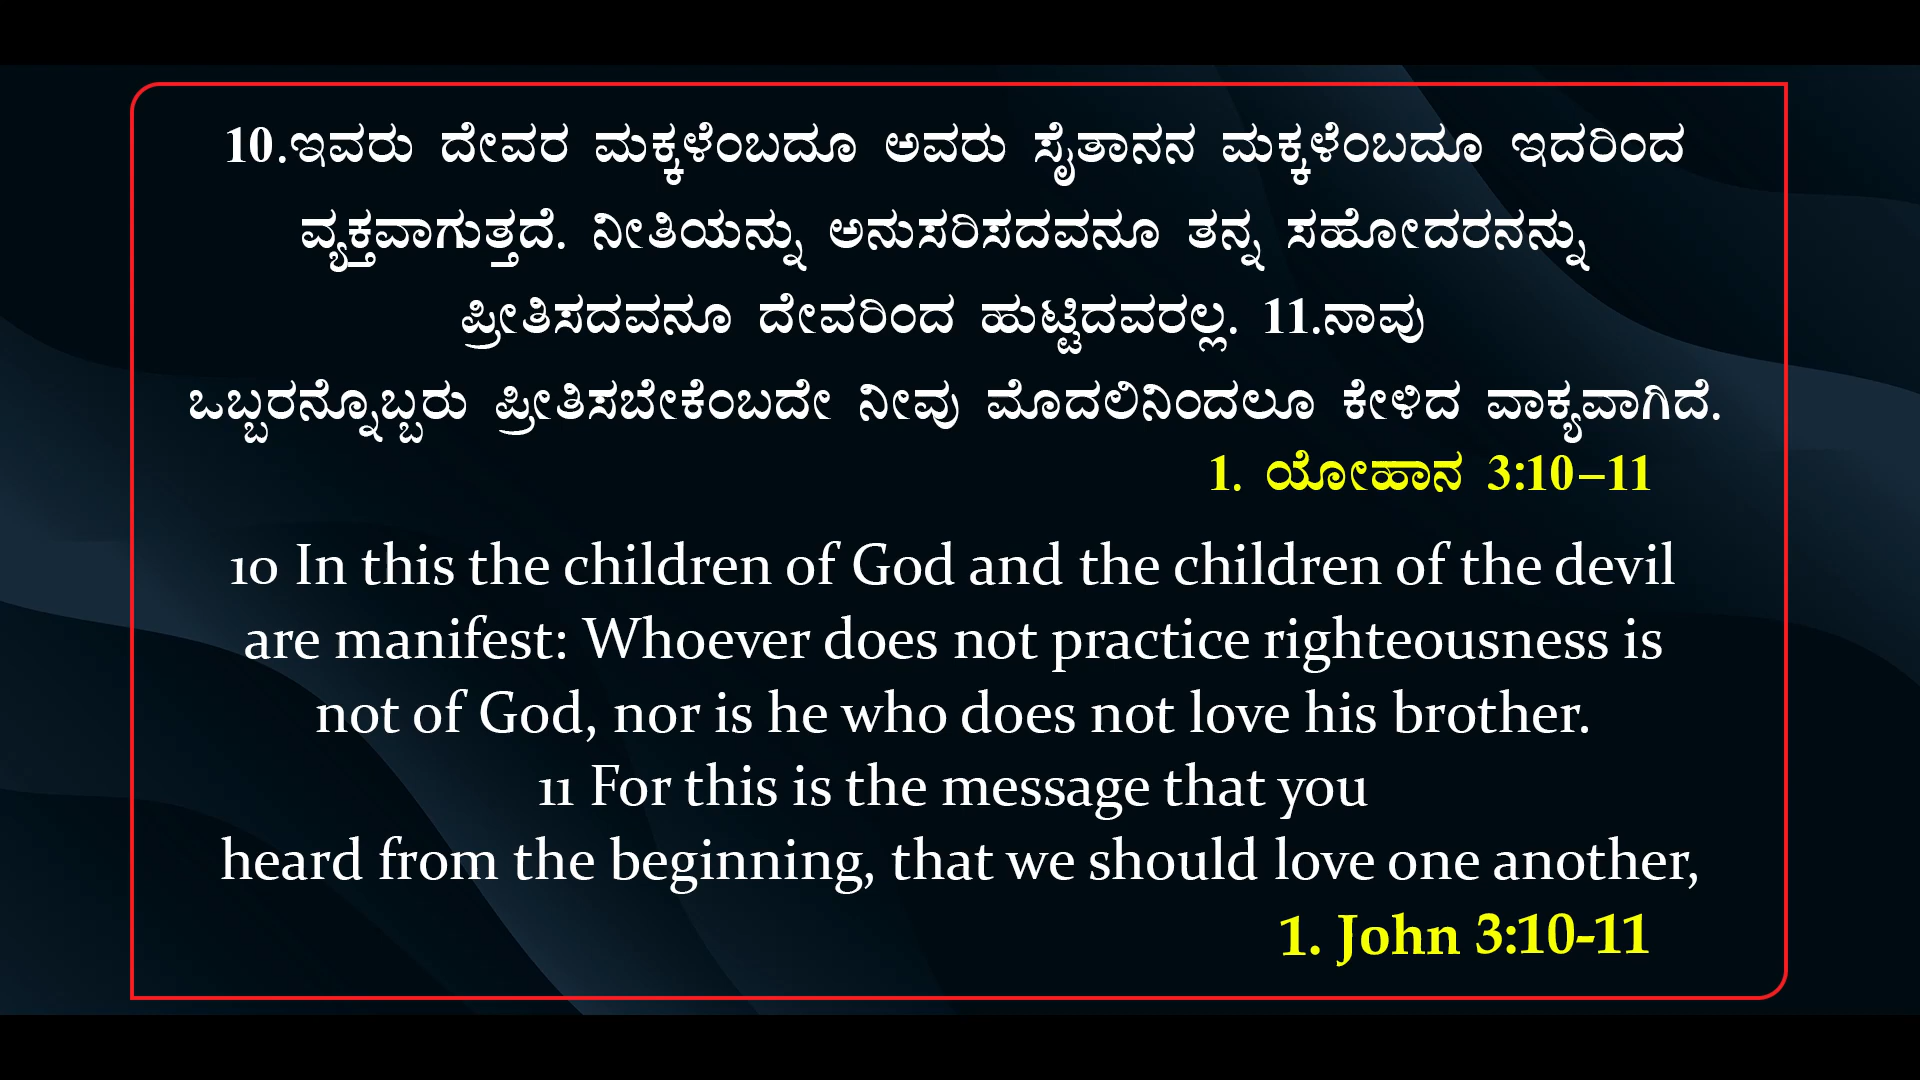 10.ಇವರು ದೇವರ ಮಕ್ಕಳೆಂಬದೂ ಅವರು ಸೈತಾನನ ಮಕ್ಕಳೆಂಬದೂ ಇದರಿಂದ
ವ್ಯಕ್ತವಾಗುತ್ತದೆ. ನೀತಿಯನ್ನು ಅನುಸರಿಸದವನೂ ತನ್ನ ಸಹೋದರನನ್ನು
ಪ್ರೀತಿಸದವನೂ ದೇವರಿಂದ ಹುಟ್ಟಿದವರಲ್ಲ. 11.ನಾವು
ಒಬ್ಬರನ್ನೊಬ್ಬರು ಪ್ರೀತಿಸಬೇಕೆಂಬದೇ ನೀವು ಮೊದಲಿನಿಂದಲೂ ಕೇಳಿದ ವಾಕ್ಯವಾಗಿದೆ.
1. ಯೋಹಾನ 3:10–11
10 In this the children of God and the children of the devil
are manifest: Whoever does not practice righteousness is
not of God, nor is he who does not love his brother.
11 For this is the message that you
heard from the beginning, that we should love one another,
1. John 3:10-11